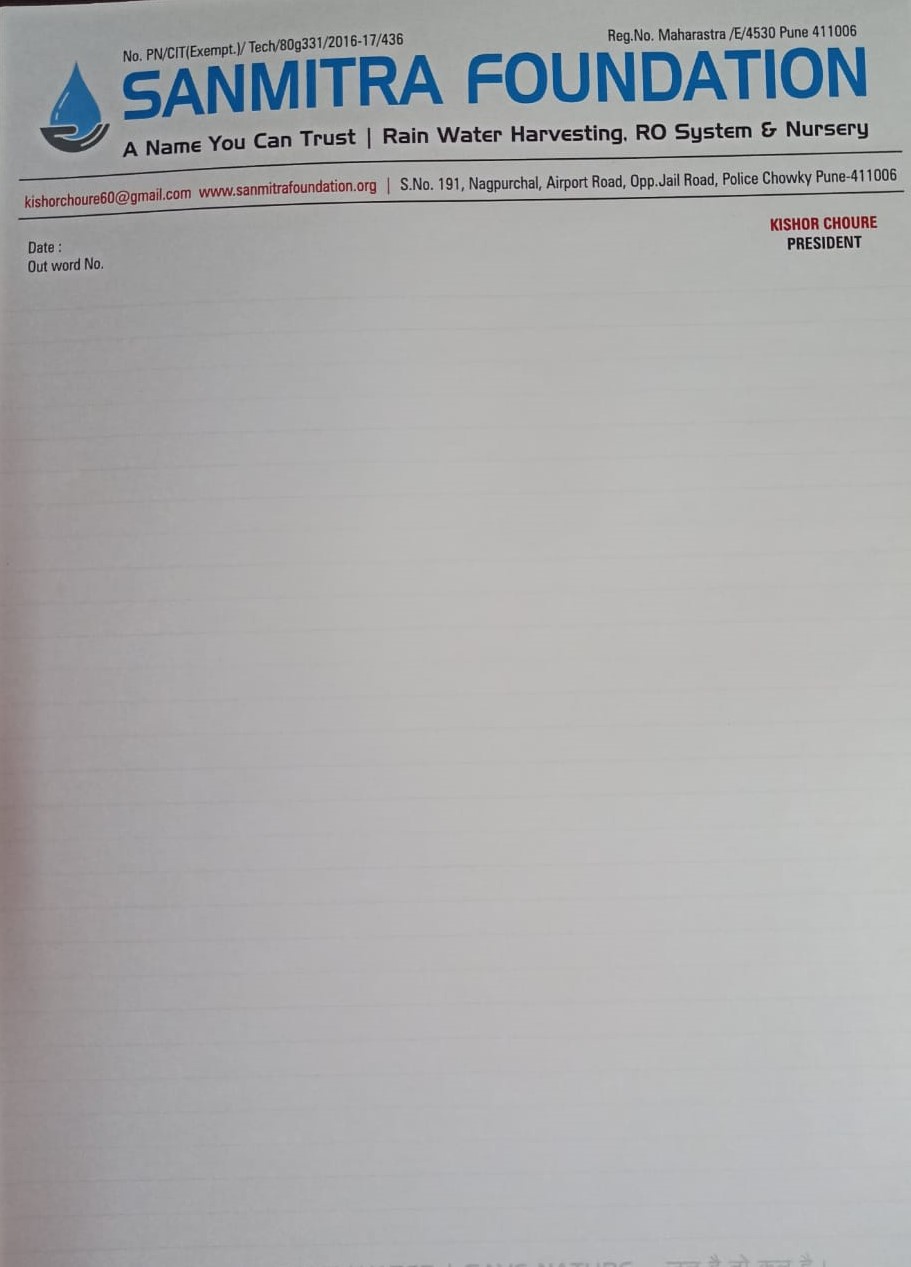 No. PN/CIT(Exempt.)/ Tech/80g331/2016-17/436
Reg.No. Maharastra /E/4530 Pune 411006
SANMITRA FOUNDATION
A Name You Can Trust | Rain Water Harvesting, RO System & Nursery
kishorchoure60@gmail.com www.sanmitrafoundation.org | S.No. 191, Nagpurchal, Airport Road, Opp.Jail Road, Police Chowky Pune-411006
KISHOR CHOURE
PRESIDENT
Date :
Out word No.